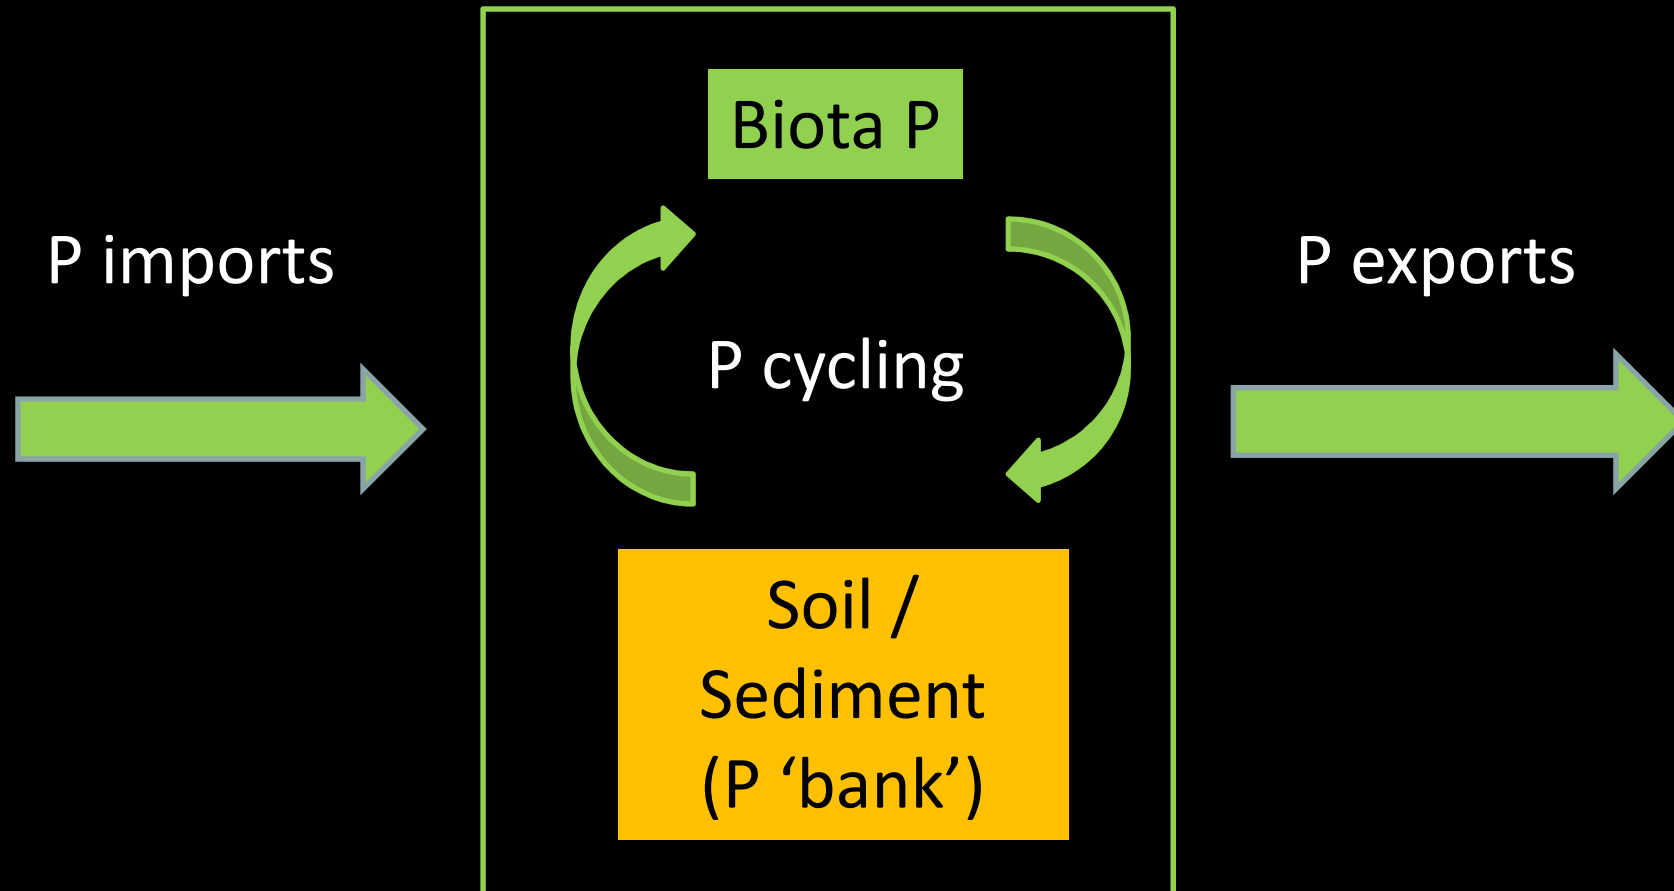 Biota P
P imports
P exports
P cycling
Soil /
Sediment
(P ‘bank’)